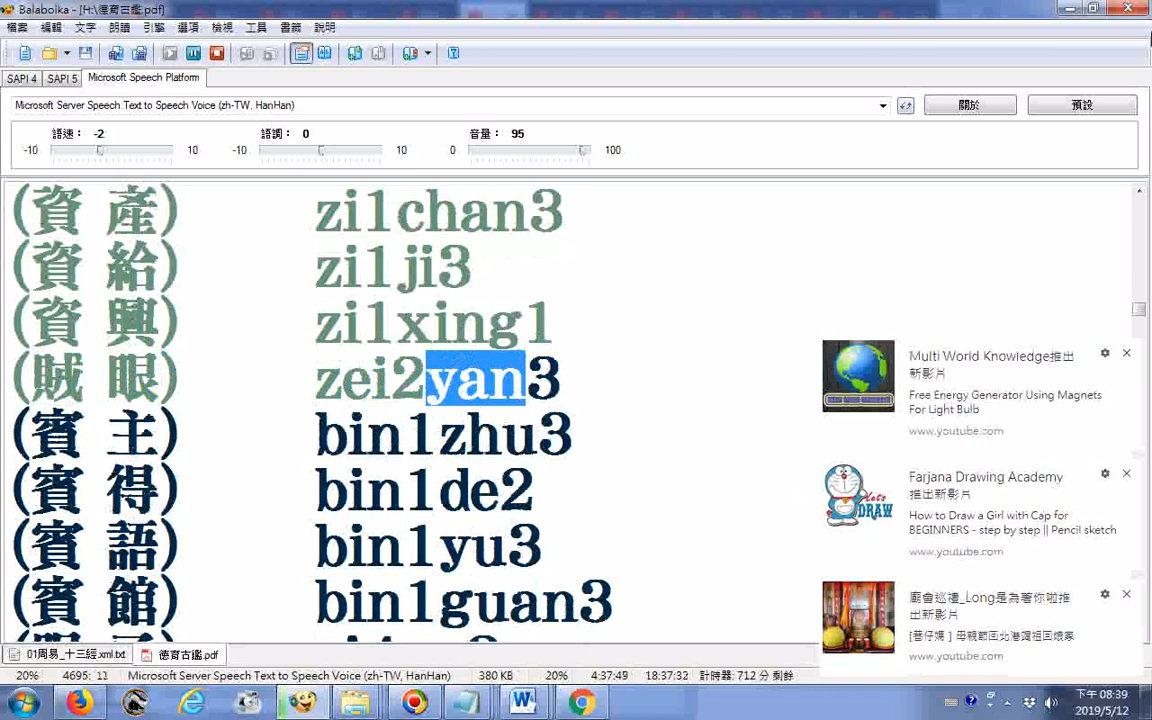 Balabolka - [H:\德育古鑑.pdf]
檔案 編輯 文字 朗讀 引擎 選項 檢視 工具 書籤 說明
SAPI 4 SAPI 5 Microsoft Speech Platform
Microsoft Server Speech Text to Speech Voice (zh-TW, HanHan) 關於 預設
語速： -2 語調： 0 音量： 95
-10 10 -10 10 0 100
(資 產) zi1chan3
(資 給) zi1ji3
(資 興) zi1xing1
(賊 眼) zei2yan3
(賓 主) bin1zhu3
(賓 得) bin1de2
(賓 語) bin1yu3
(賓 館) bin1guan3
Multi World Knowledge推出
新影片
Free Energy Generator Using Magnets
For Light Bulb
www.youtube.com
Farjana Drawing Academy
推出新影片
How to Draw a Girl with Cap for
BEGINNERS - step by step || Pencil sketch
www.youtube.com
廟會巡禮_Long是為著你啦推
出新影片
母親節回北港
www.youtube.com
01周易_十三經.xml.txt 德育古鑑.pdf
20% 4695: 11 Microsoft Server Speech Text to Speech Voice (zh-TW, HanHan) 380 KB 20% 4:37:49 18:37:32 計時器: 712 分 剩餘
下午 08:39
2019/5/12